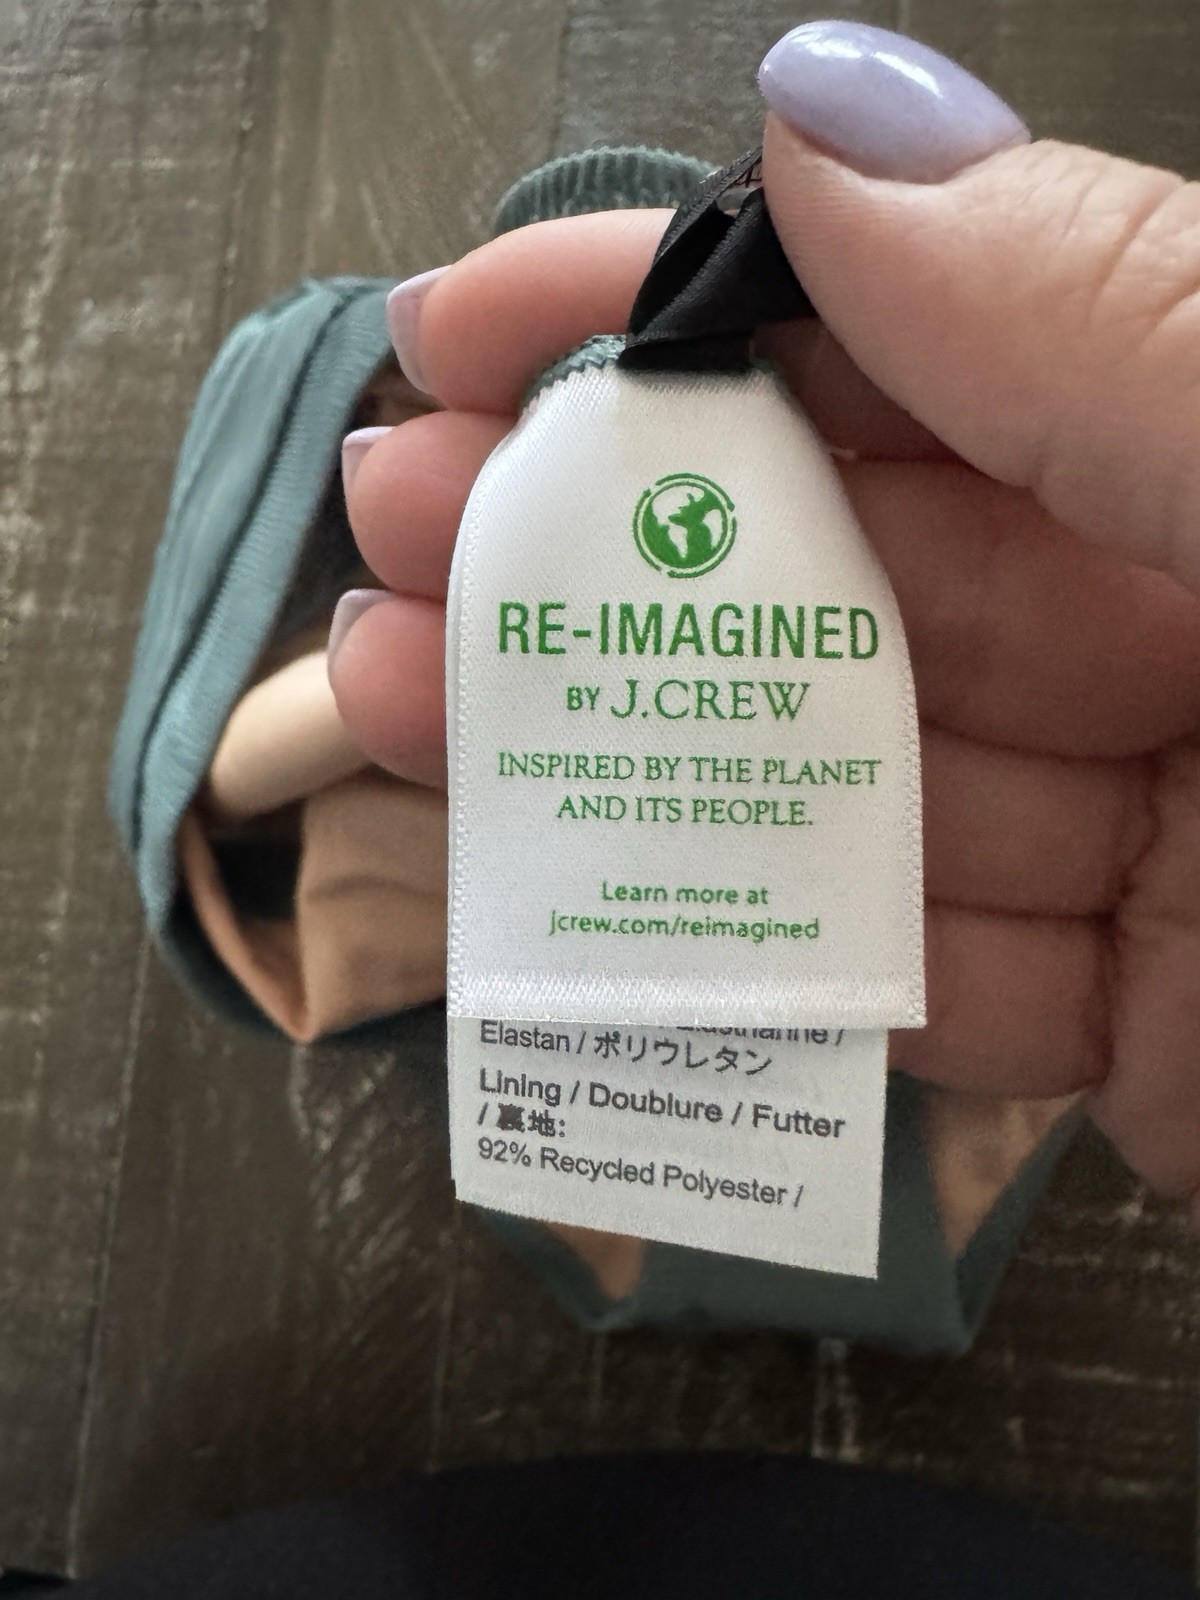 RE-IMAGINED
BY J.CREW
INSPIRED BY THE PLANET
AND ITS PEOPLE.
Learn more at
jcrew.com/reimagined
/
Elastan / ポリウレタン
Lining / Doublure / Futter
/ 裏地:
92% Recycled Polyester /